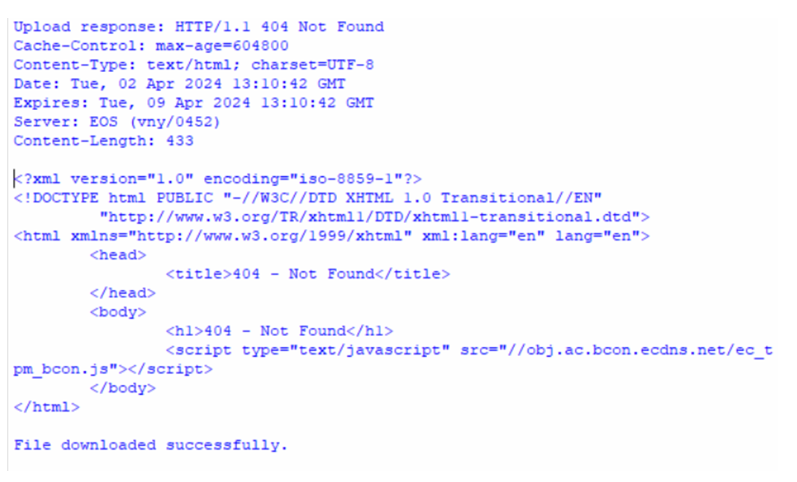 Upload response: HTTP/1.1 404 Not Found
Cache-Control: max-age=604800
Content-Type: text/html; charset=UTF-8
Date: Tue, 02 Apr 2024 13:10:42 GMT
Expires: Tue, 09 Apr 2024 13:10:42 GMT
Server: EOS (vny/0452)
Content-Length: 433

<?xml version="1.0" encoding="iso-8859-1"?>
<!DOCTYPE html PUBLIC "-//W3C//DTD XHTML 1.0 Transitional//EN"
         "http://www.w3.org/TR/xhtml1/DTD/xhtml1-transitional.dtd">
<html xmlns="http://www.w3.org/1999/xhtml" xml:lang="en" lang="en">
        <head>
                <title>404 - Not Found</title>
        </head>
        <body>
                <h1>404 - Not Found</h1>
                <script type="text/javascript" src="//obj.ac.bcon.ecdns.net/ec_t
pm_bcon.js"></script>
        </body>
</html>

File downloaded successfully.